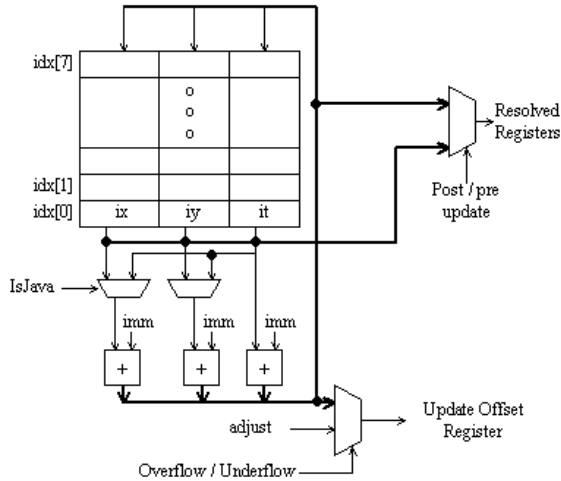 idx[7]
o
o
o
idx[1]
idx[0]
ix iy it
Resolved
Registers
Post / pre
update
IsJava
imm imm imm
+ + +
adjust
Update Offset
Register
Overflow / Underflow